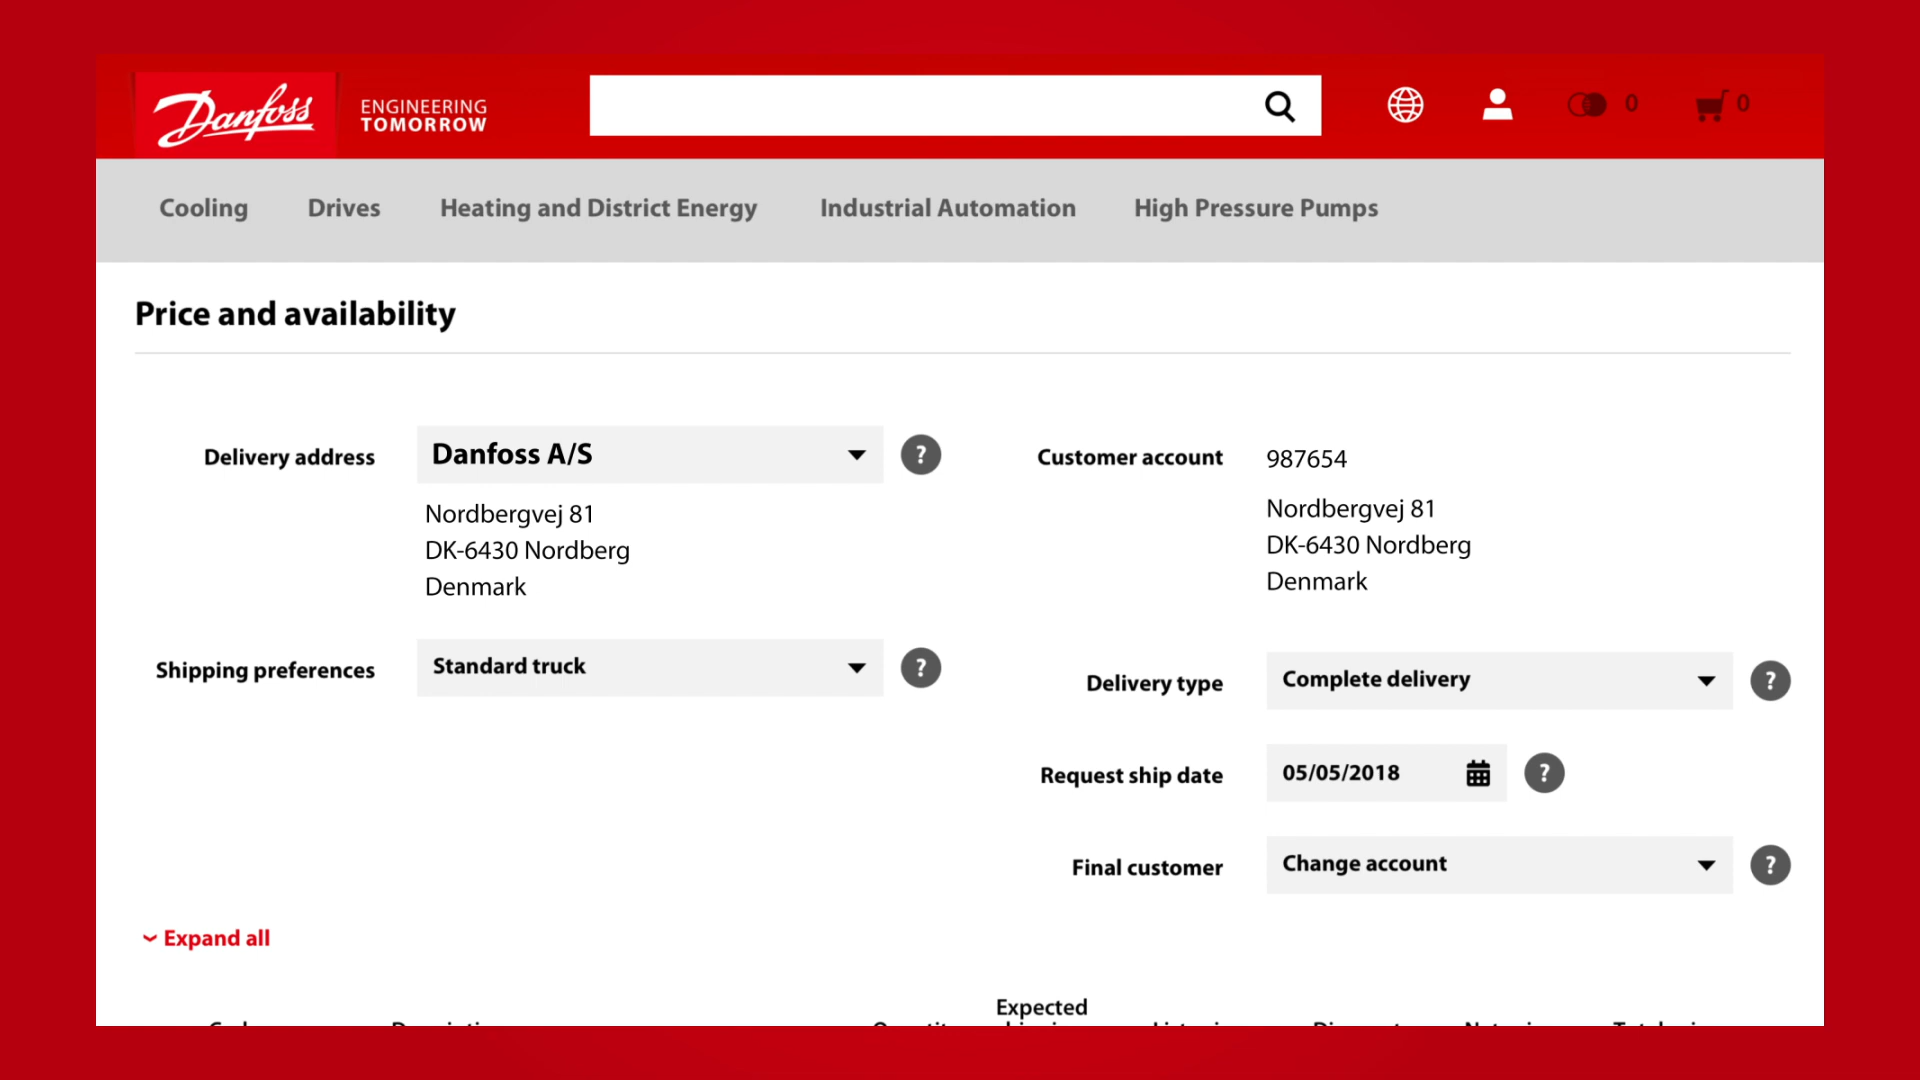 Danfoss
ENGINEERING
TOMORROW
0
0
Cooling Drives Heating and District Energy Industrial Automation High Pressure Pumps
Price and availability
Delivery address Danfoss A/S ? Customer account 987654
Nordbergvej 81
DK-6430 Nordberg
Denmark
Nordbergvej 81
DK-6430 Nordberg
Denmark
Shipping preferences Standard truck ?
Delivery type Complete delivery ?
Request ship date 05/05/2018 ?
Final customer Change account ?
Expand all
Expected